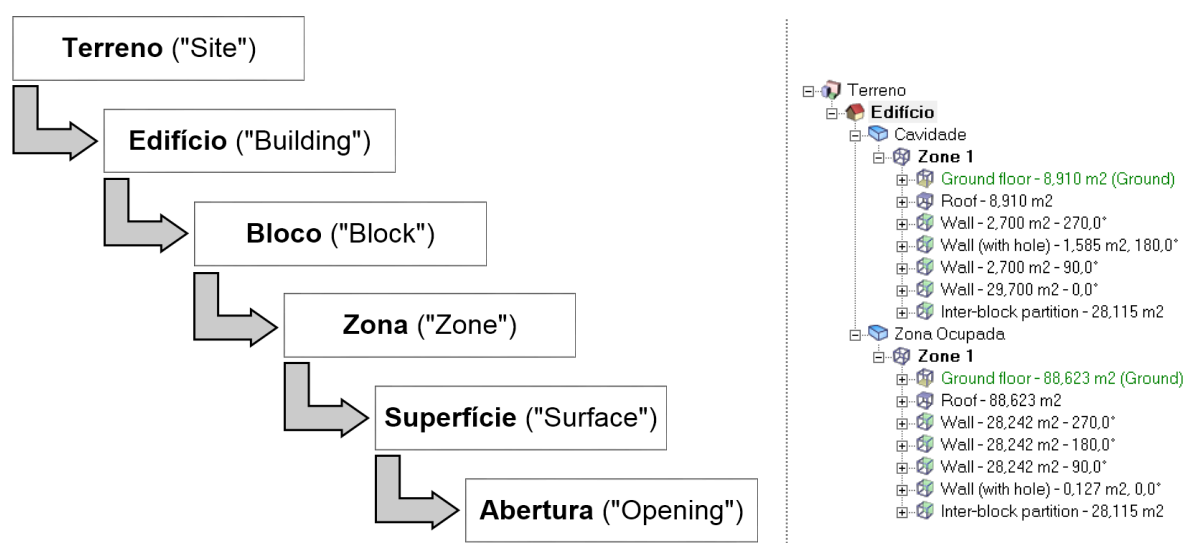 Terreno ("Site")
Edifício ("Building")
Bloco ("Block")
Zona ("Zone")
Superfície ("Surface")
Abertura ("Opening")
Terreno
Edifício
Cavidade
Zone 1
Ground floor - 8,910 m2 (Ground)
Roof - 8,910 m2
Wall - 2,700 m2 - 270,0°
Wall (with hole) - 1,585 m2, 180,0°
Wall - 2,700 m2 - 90,0°
Wall - 29,700 m2 - 0,0°
Inter-block partition - 28,115 m2
Zona Ocupada
Zone 1
Ground floor - 88,623 m2 (Ground)
Roof - 88,623 m2
Wall - 28,242 m2 - 270,0°
Wall - 28,242 m2 - 180,0°
Wall - 28,242 m2 - 90,0°
Wall (with hole) - 0,127 m2, 0,0°
Inter-block partition - 28,115 m2